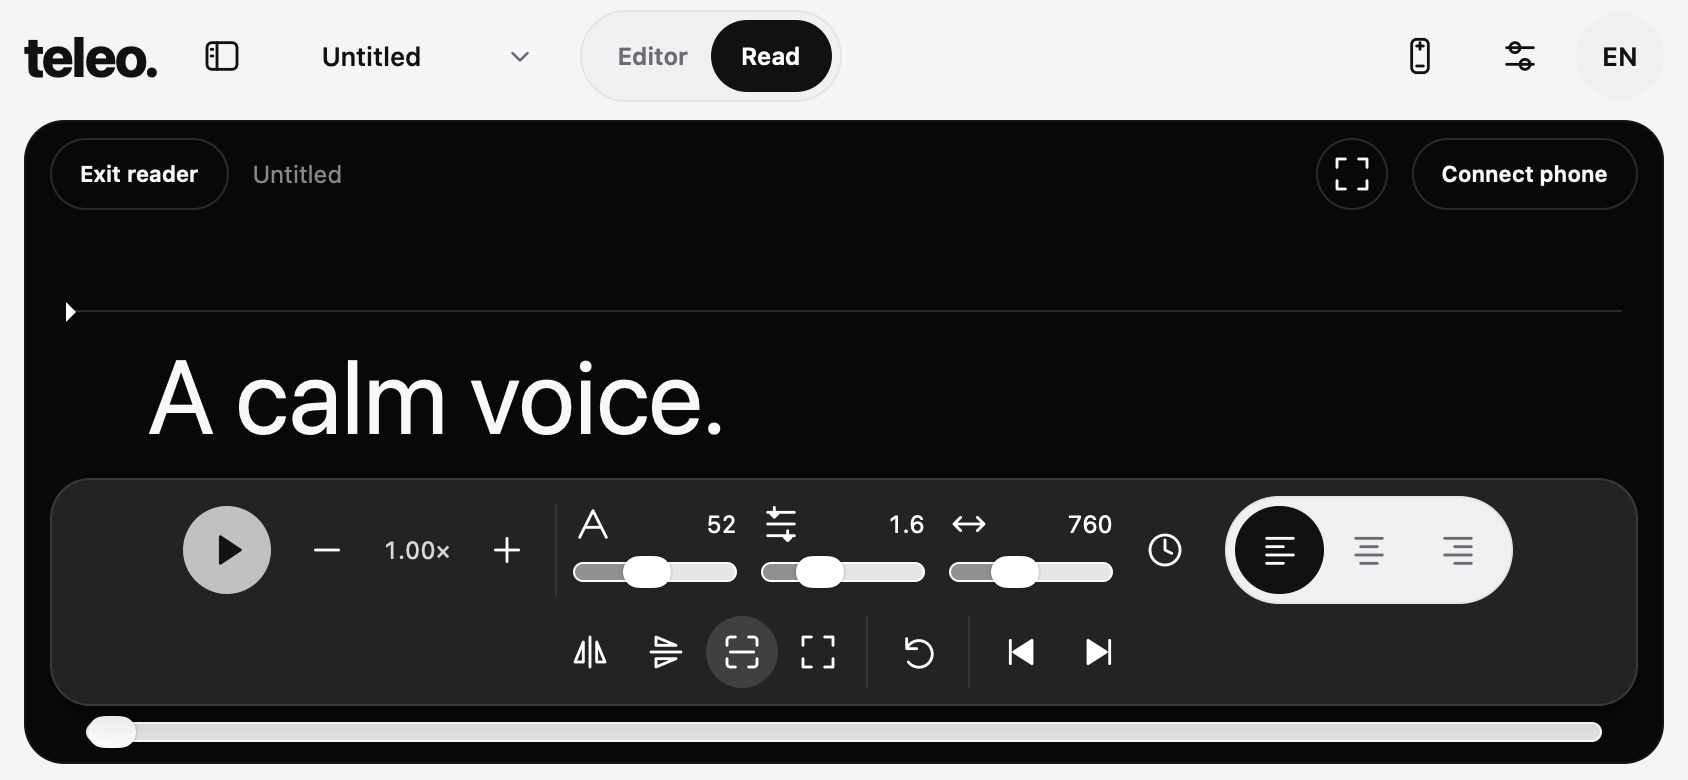 teleo.
Untitled
Editor
Read
EN
Exit reader
Untitled
Connect phone
A calm voice.
1.00×
52
1.6
760